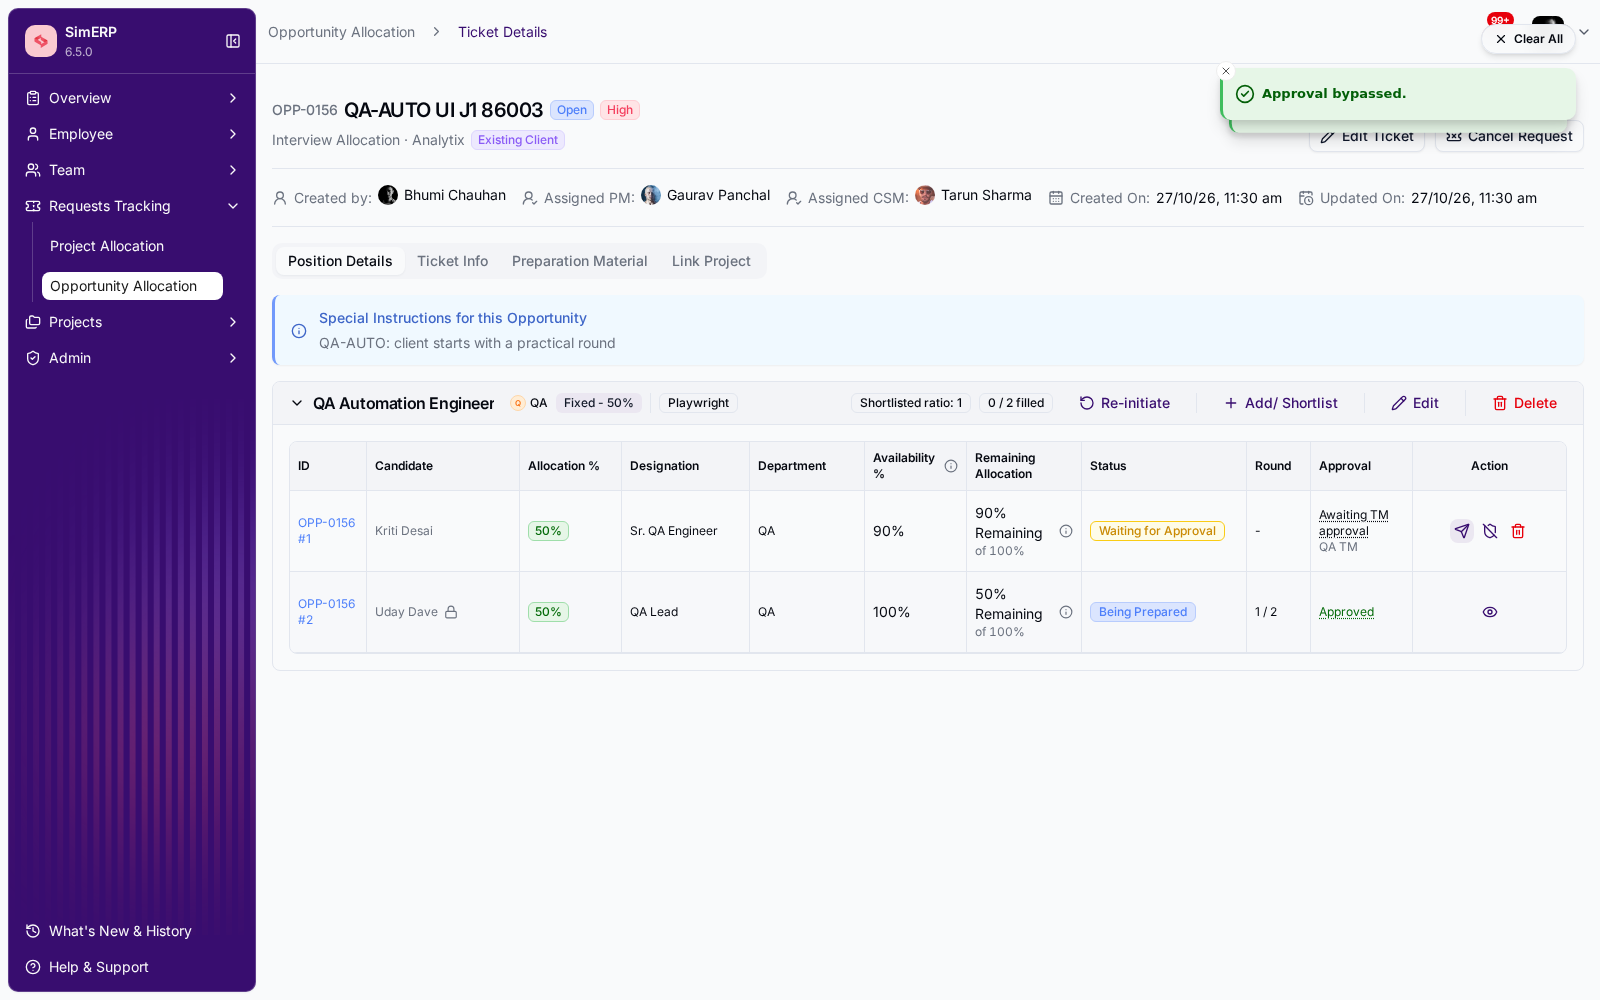 SimERP
6.5.0
Overview
Employee
Team
Requests Tracking
Project Allocation
Opportunity Allocation
Projects
Admin
What's New & History
Help & Support
Opportunity Allocation
Ticket Details
99+
Clear All
Approval bypassed.
OPP-0156 QA-AUTO UI J1 86003 Open High
Interview Allocation · Analytix Existing Client
Edit Ticket
Cancel Request
Created by: Bhumi Chauhan
Assigned PM: Gaurav Panchal
Assigned CSM: Tarun Sharma
Created On: 27/10/26, 11:30 am
Updated On: 27/10/26, 11:30 am
Position Details
Ticket Info
Preparation Material
Link Project
Special Instructions for this Opportunity
QA-AUTO: client starts with a practical round
QA Automation Engineer Q QA Fixed - 50% Playwright Shortlisted ratio: 1 0 / 2 filled Re-initiate Add/ Shortlist Edit Delete
ID
Candidate
Allocation %
Designation
Department
Availability
%
Remaining
Allocation
Status
Round
Approval
Action
OPP-0156
#1
Kriti Desai
50%
Sr. QA Engineer
QA
90%
90%
Remaining
of 100%
Waiting for Approval
-
Awaiting TM
approval
QA TM
OPP-0156
#2
Uday Dave
50%
QA Lead
QA
100%
50%
Remaining
of 100%
Being Prepared
1 / 2
Approved